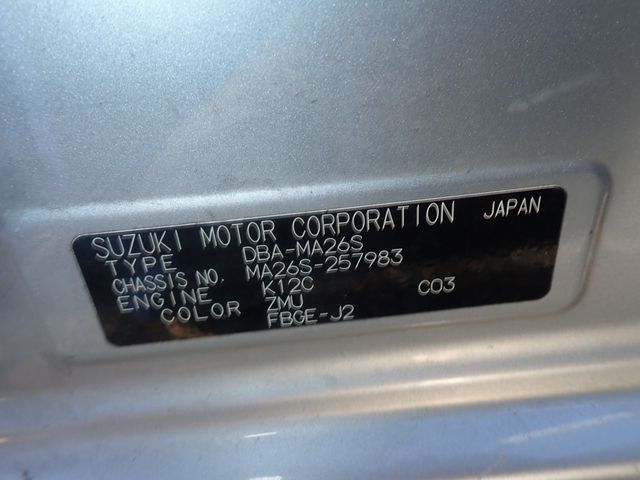 SUZUKI MOTOR CORPORATION JAPAN
TYPE DBA-MA26S
CHASSIS NO. MA26S-257983
ENGINE K12C C03
COLOR ZMU
FBGE-J2